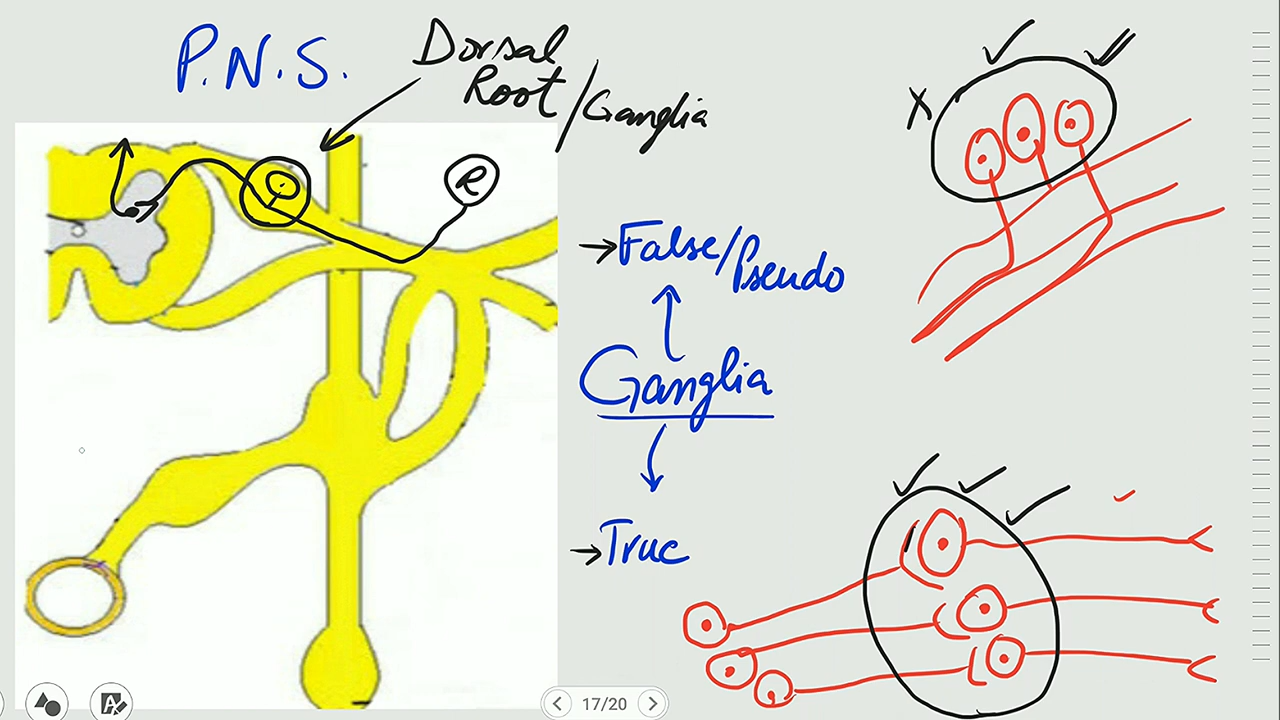 P.N.S.
Dorsal
Root/Ganglia
R
→False/Pseudo
Ganglia
→True
17/20